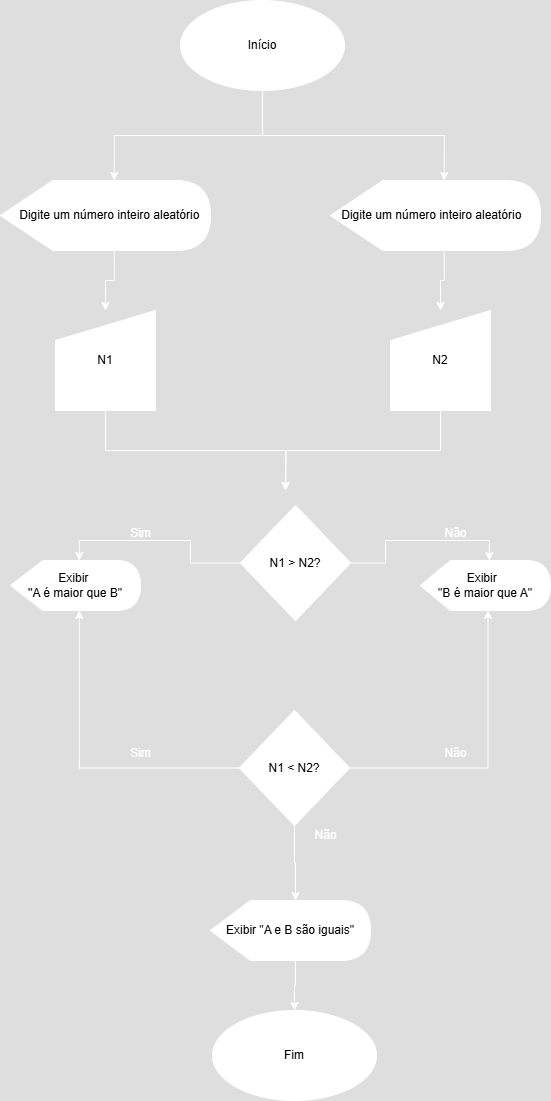 Início
Digite um número inteiro aleatório
Digite um número inteiro aleatório
N1
N2
Sim
Não
N1 > N2?
Exibir
"A é maior que B"
Exibir
"B é maior que A"
Sim
Não
N1 < N2?
Não
Exibir "A e B são iguais"
Fim